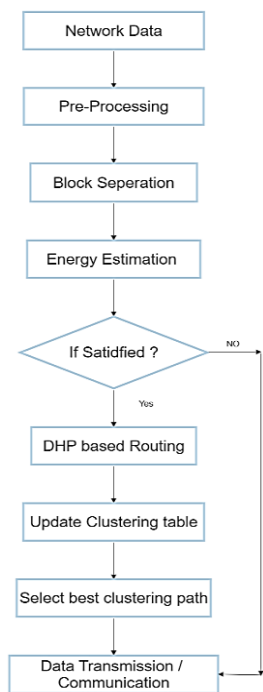 Network Data
Pre-Processing
Block Seperation
Energy Estimation
If Satidfied ?
NO
Yes
DHP based Routing
Update Clustering table
Select best clustering path
Data Transmission /
Communication